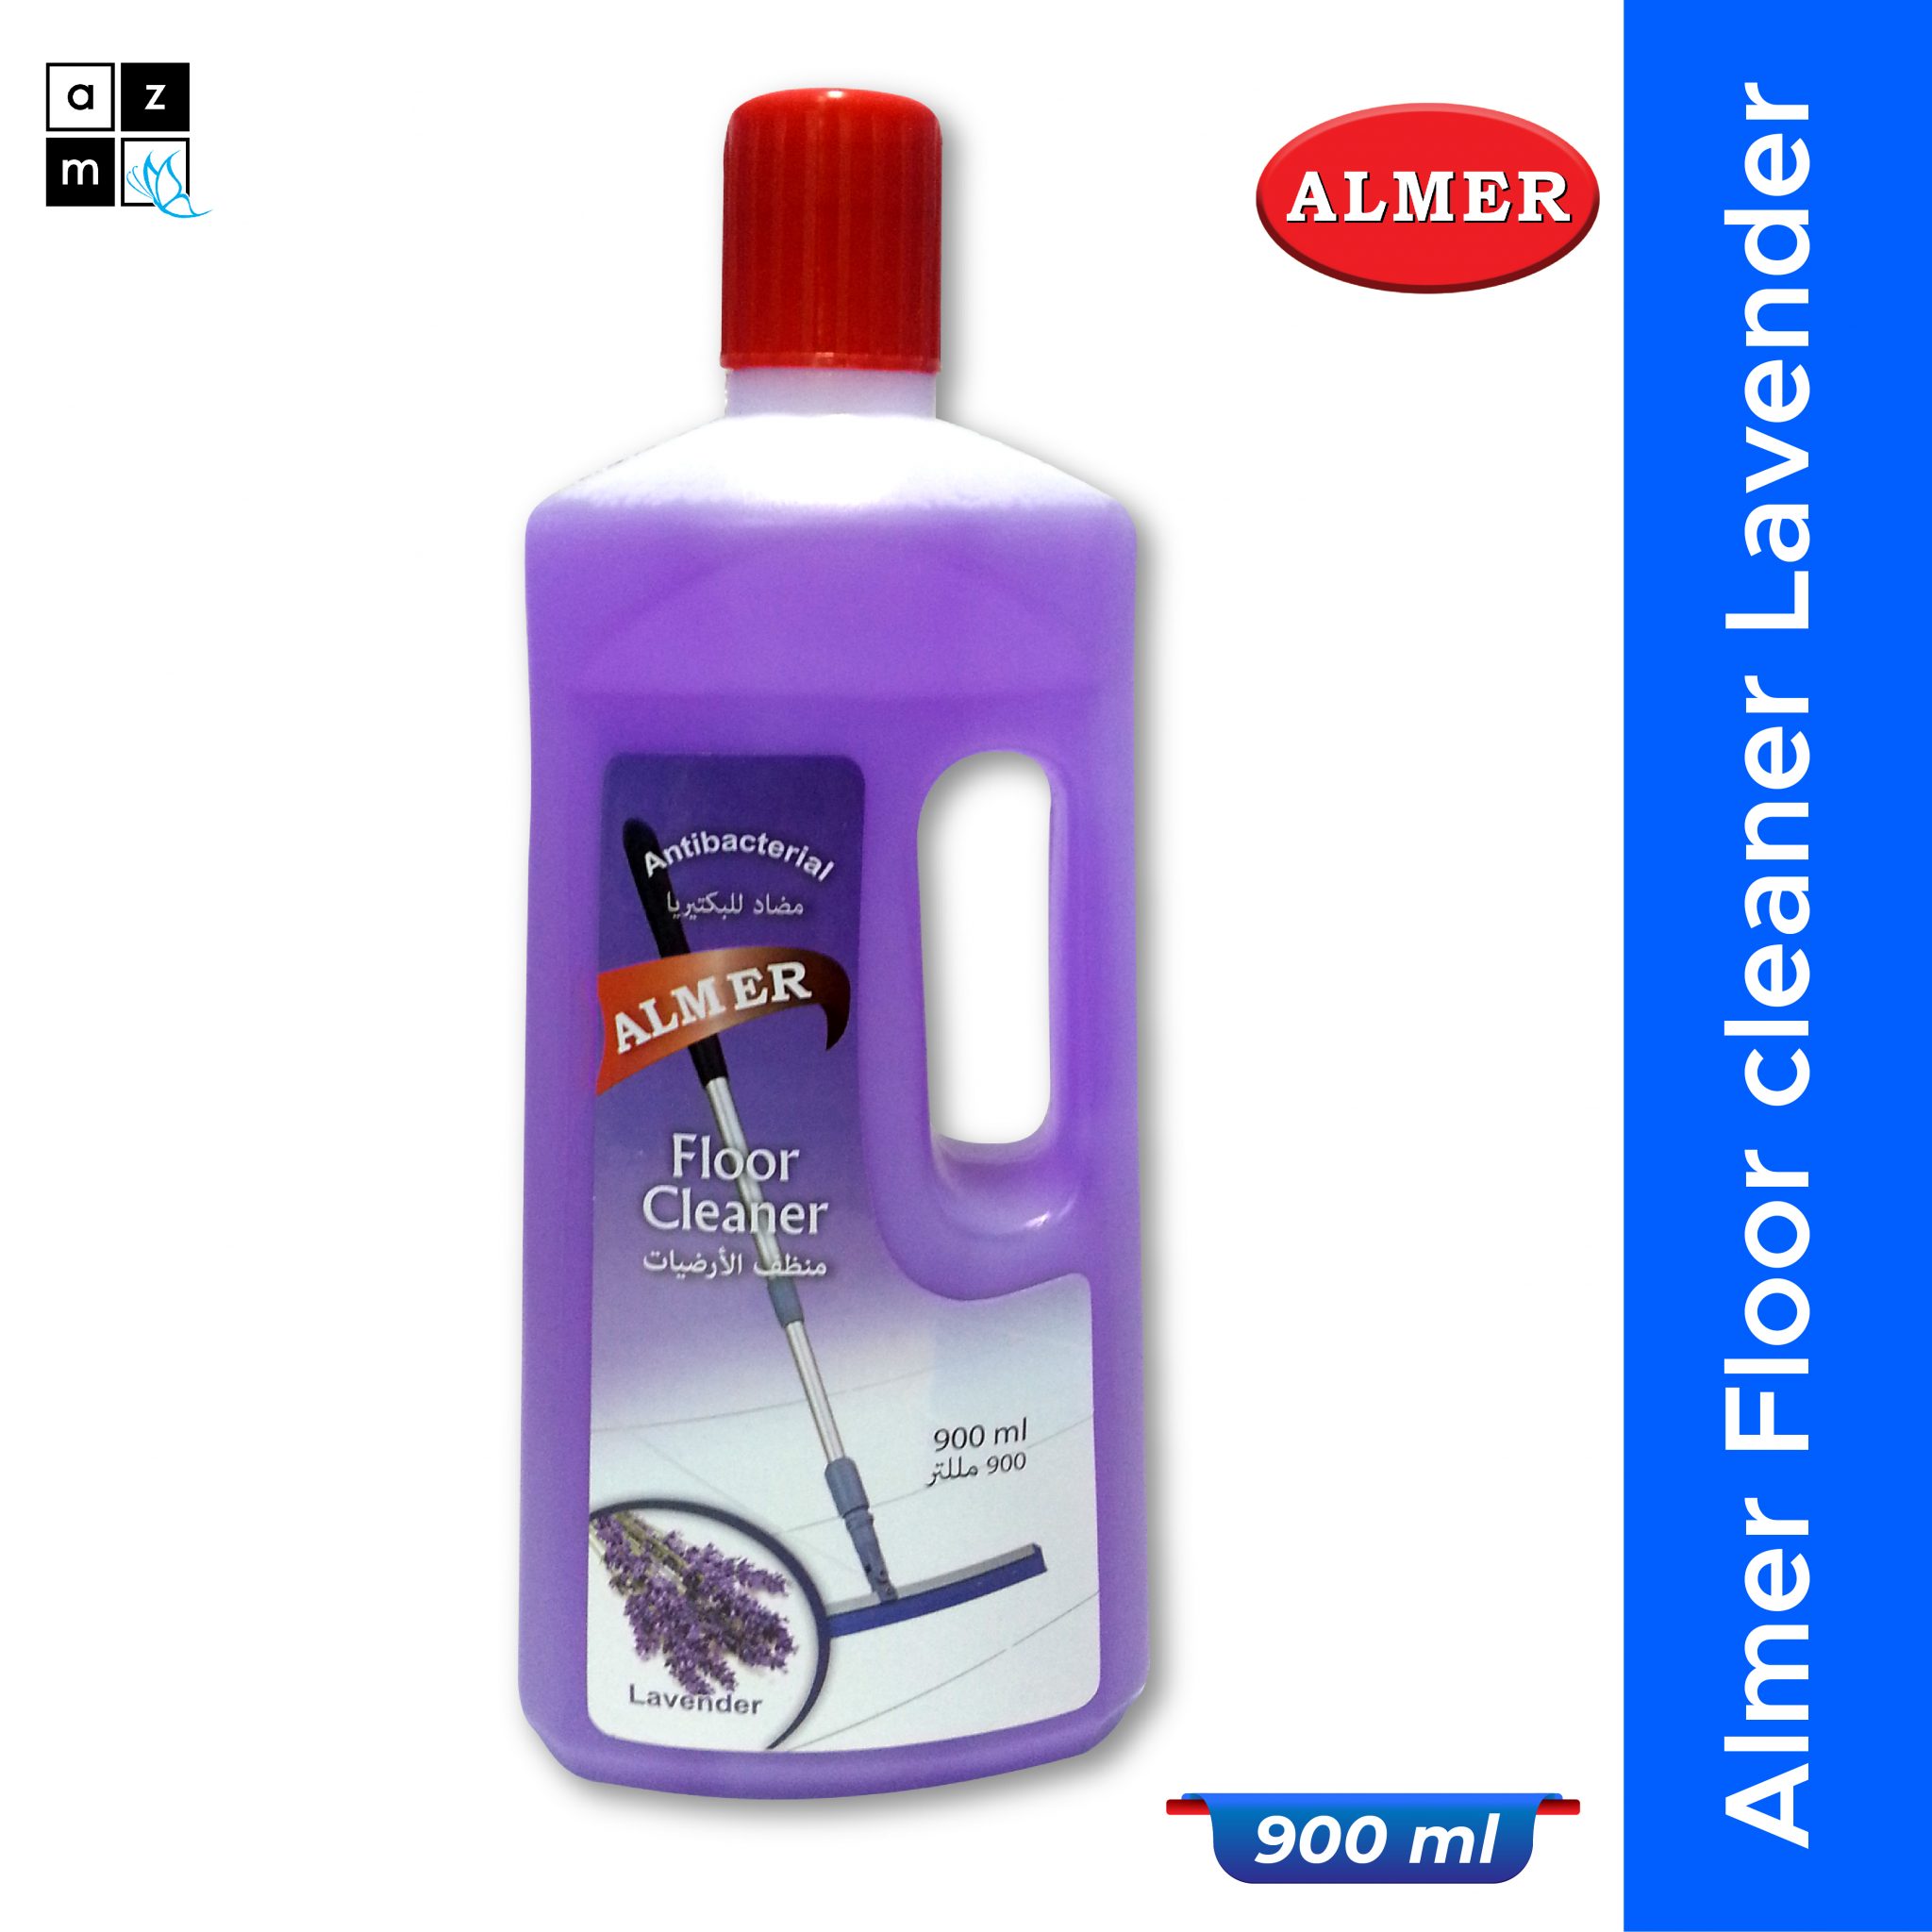 a z
m
ALMER
Antibacterial
مضاد للبكتيريا
ALMER
Floor
Cleaner
منظف الأرضيات
900 ml
900 مللتر
Lavender
900 ml
Almer Floor cleaner Lavender